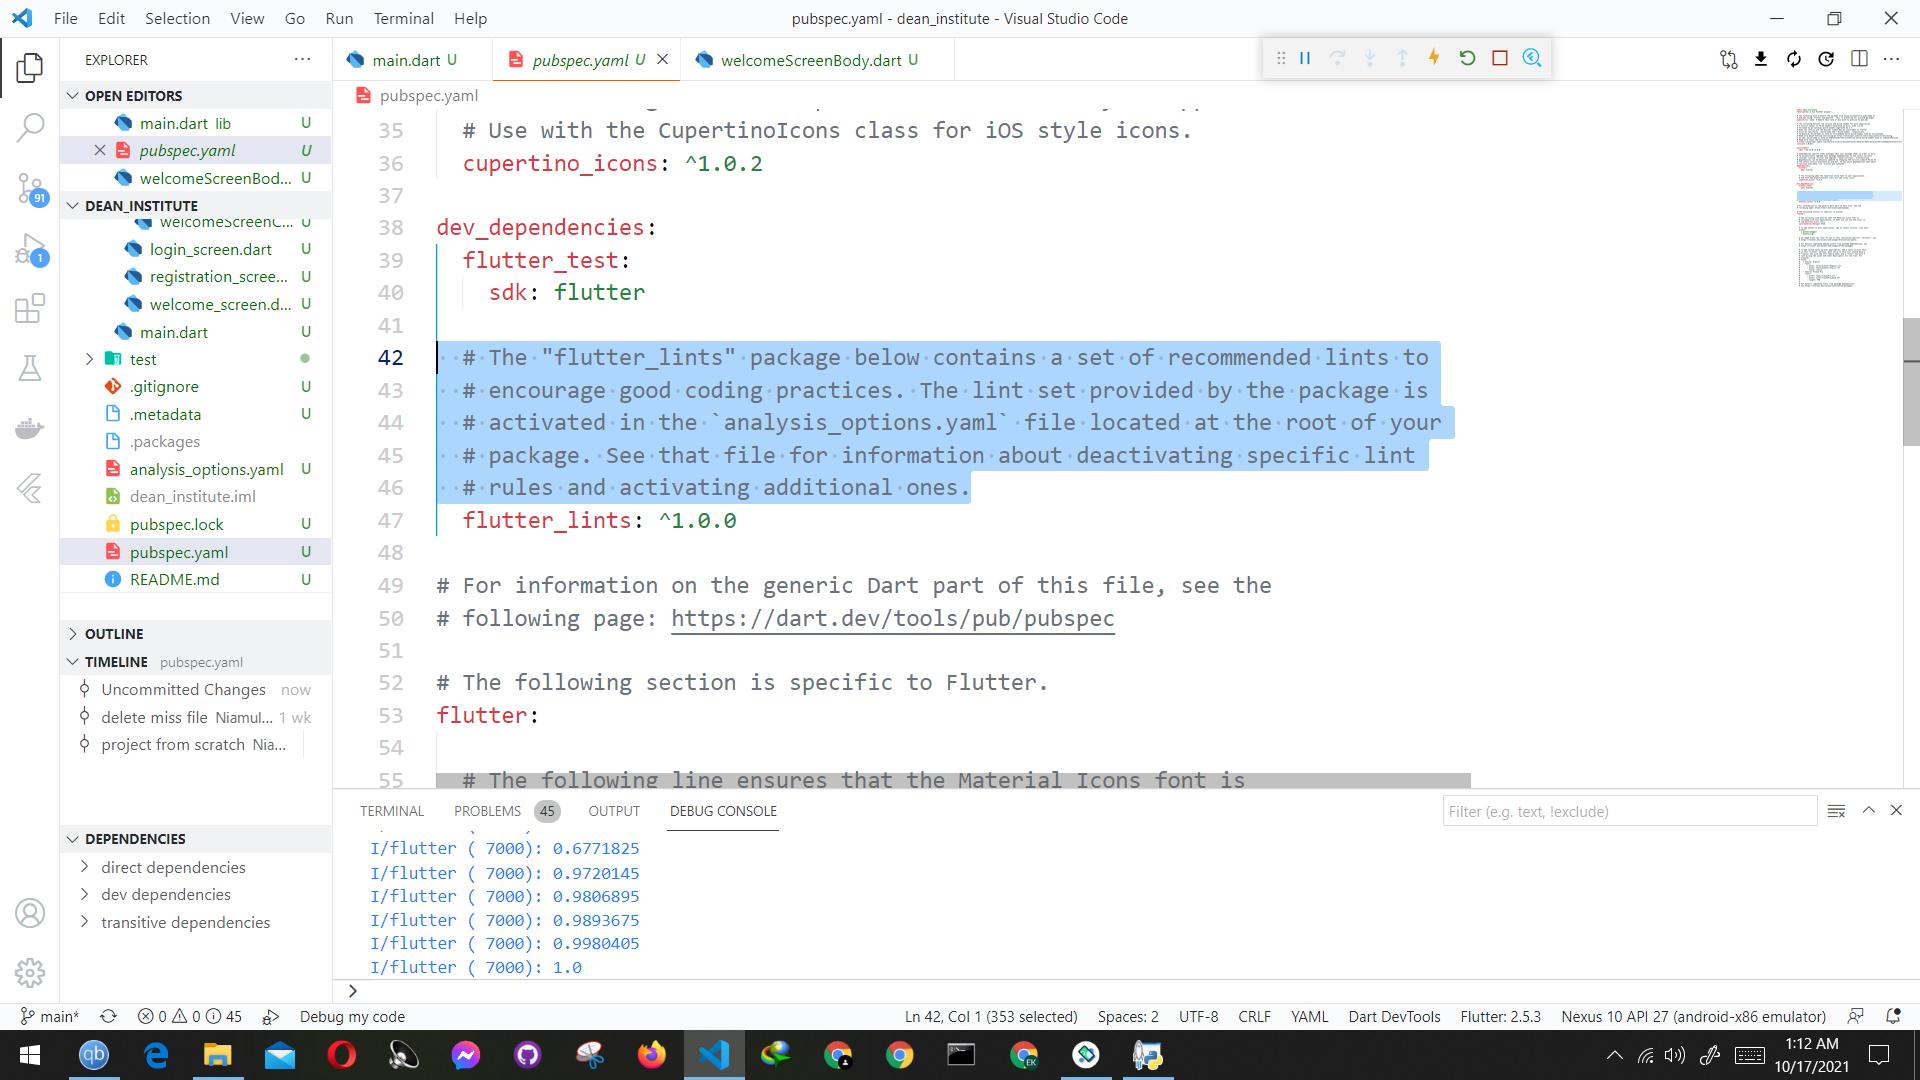 File Edit Selection View Go Run Terminal Help
pubspec.yaml - dean_institute - Visual Studio Code
EXPLORER
OPEN EDITORS
main.dart lib U
pubspec.yaml U
welcomeScreenBod... U
DEAN_INSTITUTE
welcomeScreenC... U
login_screen.dart U
registration_scree... U
welcome_screen.d... U
main.dart U
test
.gitignore U
.metadata U
.packages
analysis_options.yaml U
dean_institute.iml
pubspec.lock U
pubspec.yaml U
README.md U
OUTLINE
TIMELINE pubspec.yaml
Uncommitted Changes now
delete miss file Niamul... 1 wk
project from scratch Nia...
DEPENDENCIES
direct dependencies
dev dependencies
transitive dependencies
91
1
main.dart U
pubspec.yaml U
welcomeScreenBody.dart U
pubspec.yaml
35 # Use with the CupertinoIcons class for iOS style icons.
36 cupertino_icons: ^1.0.2
37
38 dev_dependencies:
39 flutter_test:
40 sdk: flutter
41
42 # The "flutter_lints" package below contains a set of recommended lints to
43 # encourage good coding practices. The lint set provided by the package is
44 # activated in the `analysis_options.yaml` file located at the root of your
45 # package. See that file for information about deactivating specific lint
46 # rules and activating additional ones.
47 flutter_lints: ^1.0.0
48
49 # For information on the generic Dart part of this file, see the
50 # following page: https://dart.dev/tools/pub/pubspec
51
52 # The following section is specific to Flutter.
53 flutter:
54
55 # The following line ensures that the Material Icons font is
TERMINAL PROBLEMS 45 OUTPUT DEBUG CONSOLE
Filter (e.g. text, !exclude)
I/flutter ( 7000): 0.6771825
I/flutter ( 7000): 0.9720145
I/flutter ( 7000): 0.9806895
I/flutter ( 7000): 0.9893675
I/flutter ( 7000): 0.9980405
I/flutter ( 7000): 1.0
main* 0 0 45 Debug my code
Ln 42, Col 1 (353 selected) Spaces: 2 UTF-8 CRLF YAML Dart DevTools Flutter: 2.5.3 Nexus 10 API 27 (android-x86 emulator)
qb
EK
1:12 AM
10/17/2021